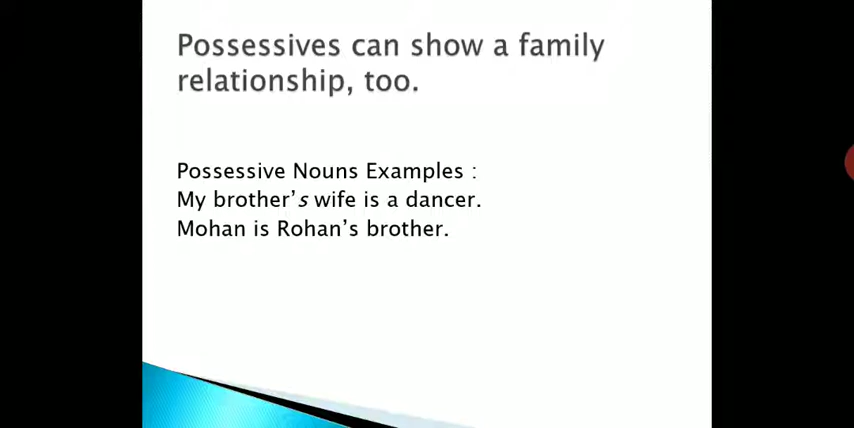 Possessives can show a family
relationship, too.
Possessive Nouns Examples :
My brother’s wife is a dancer.
Mohan is Rohan’s brother.